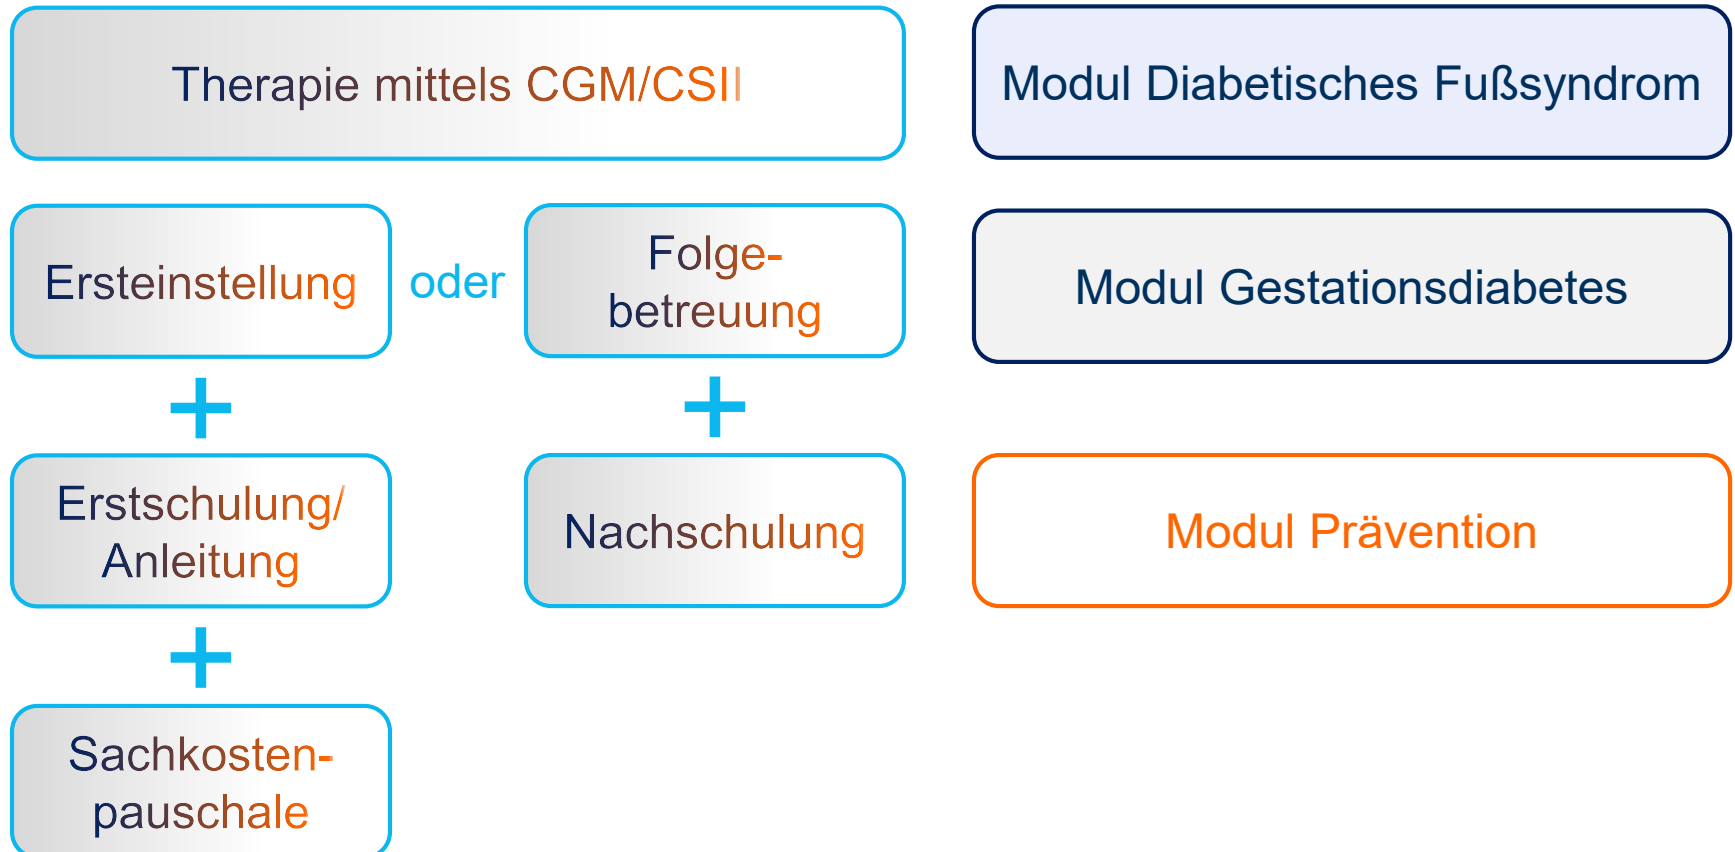 Therapie mittels CGM/CSII
Modul Diabetisches Fußsyndrom
Ersteinstellung
oder
Folge-
betreuung
Modul Gestationsdiabetes
+
+
Erstschulung/
Anleitung
Nachschulung
Modul Prävention
+
Sachkosten-
pauschale